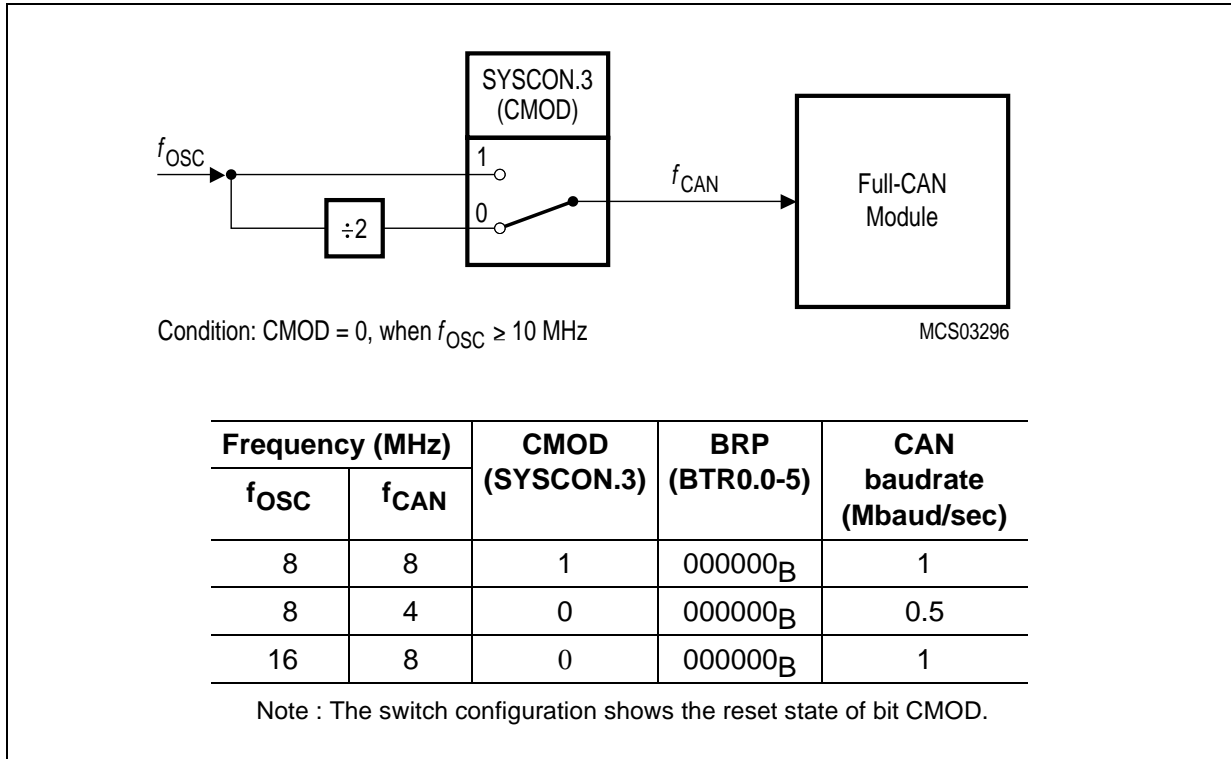 SYSCON.3
(CMOD)
fOSC
1
fCAN
Full-CAN
Module
0
÷2
Condition: CMOD = 0, when fOSC ≥ 10 MHz
MCS03296
Frequency (MHz) CMOD (SYSCON.3) BRP (BTR0.0-5) CAN baudrate (Mbaud/sec)
fOSC fCAN
8 8 1 000000B 1
8 4 0 000000B 0.5
16 8 0 000000B 1
Note : The switch configuration shows the reset state of bit CMOD.